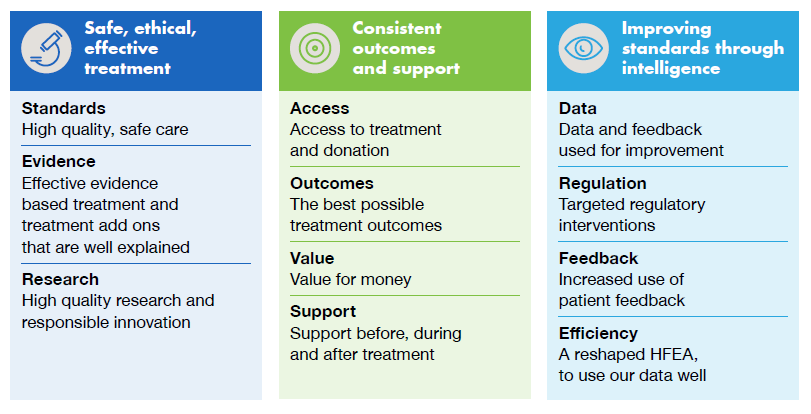 Safe, ethical,
effective
treatment
Standards
High quality, safe care
Evidence
Effective evidence
based treatment and
treatment add ons
that are well explained
Research
High quality research and
responsible innovation
Consistent
outcomes
and support
Access
Access to treatment
and donation
Outcomes
The best possible
treatment outcomes
Value
Value for money
Support
Support before, during
and after treatment
Improving
standards through
intelligence
Data
Data and feedback
used for improvement
Regulation
Targeted regulatory
interventions
Feedback
Increased use of
patient feedback
Efficiency
A reshaped HFEA,
to use our data well